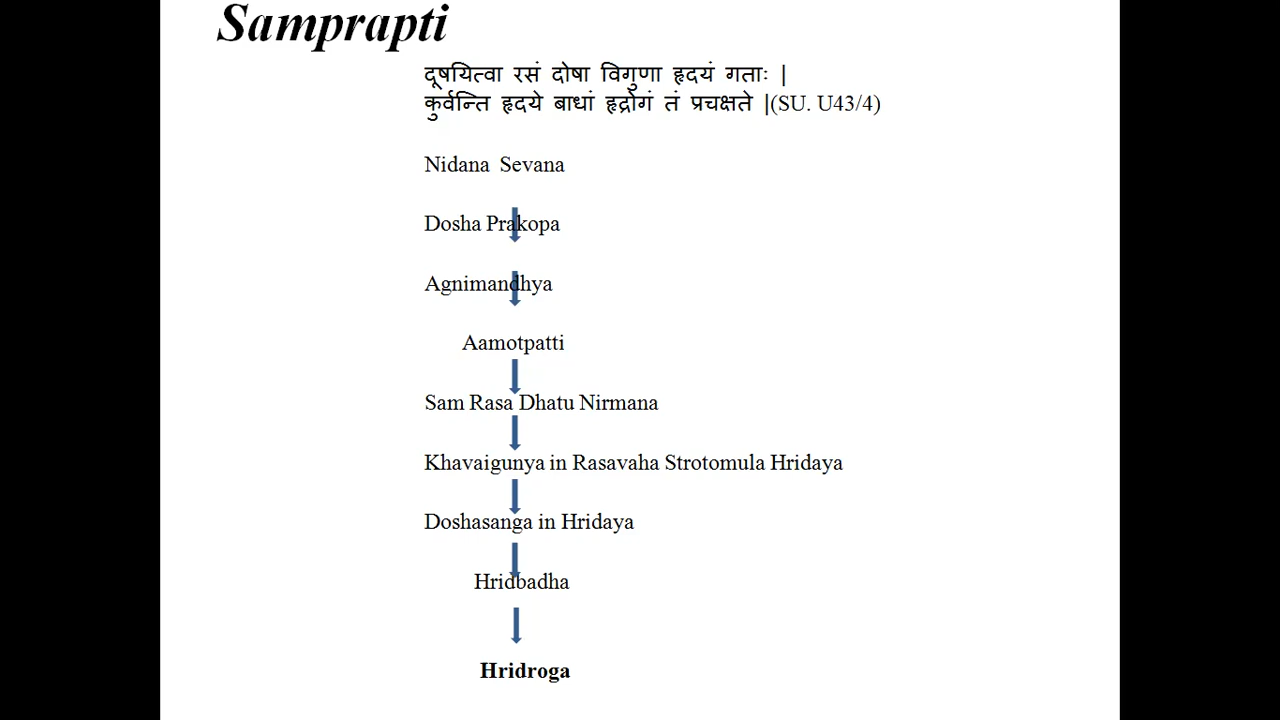 Samprapti
दूषयित्वा रसं दोषा विगुणा हृदयं गताः |
कुर्वन्ति हृदये बाधां हृद्रोगं तं प्रचक्षते |(SU. U43/4)
Nidana Sevana
Dosha Prakopa
Agnimandhya
Aamotpatti
Sam Rasa Dhatu Nirmana
Khavaigunya in Rasavaha Strotomula Hridaya
Doshasanga in Hridaya
Hridbadha
Hridroga